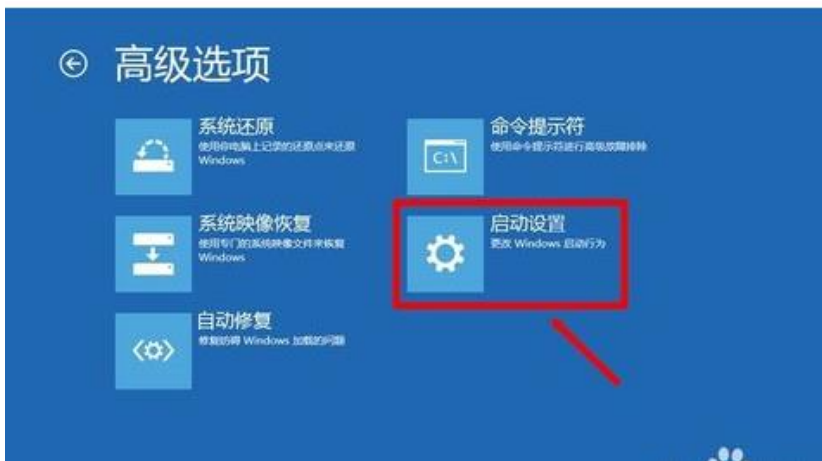 高级选项
系统还原
使用你电脑上记录的还原点来还原
Windows
命令提示符
使用命令提示符进行高级故障排除
C:\
系统映像恢复
使用专门的系统映像文件来恢复
Windows
启动设置
更改 Windows 启动行为
自动修复
修复妨碍 Windows 加载的问题